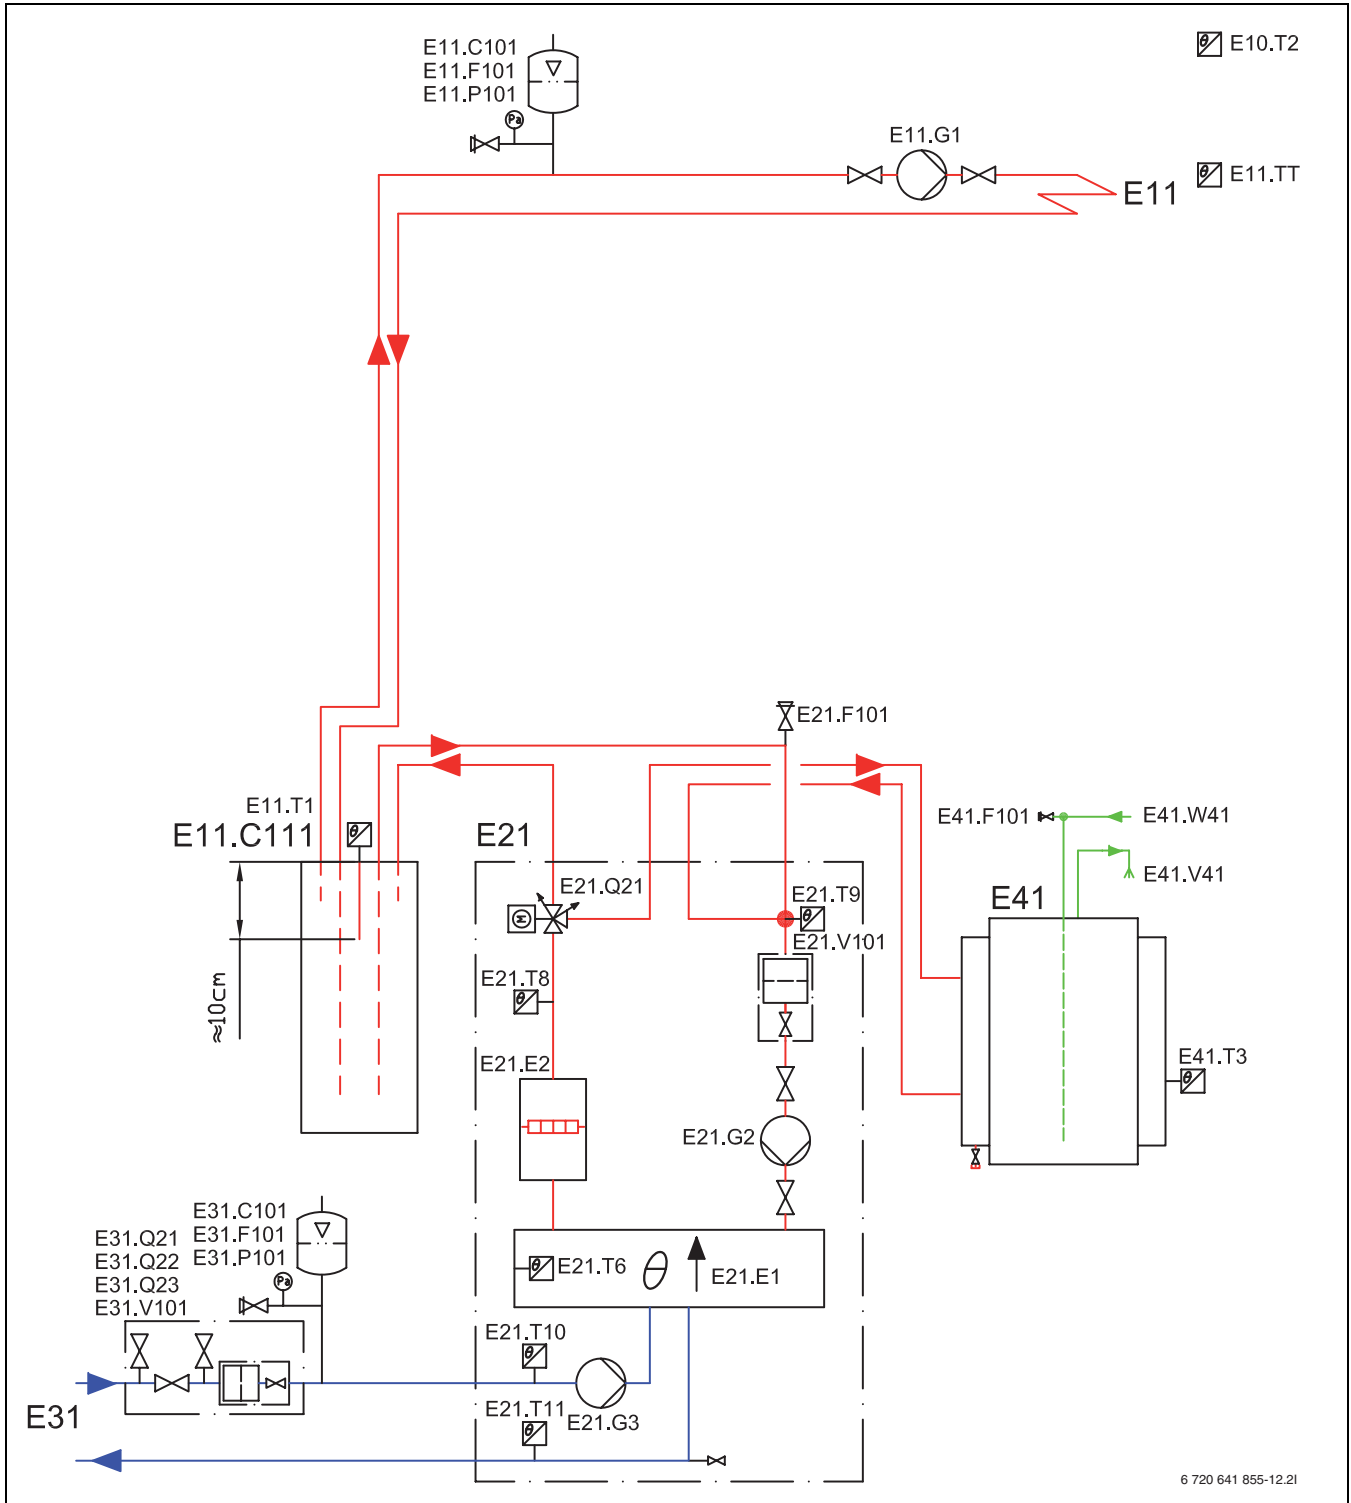 E11.C101
E11.F101
E11.P101
Pa
E10.T2
E11.G1
E11.TT
E11
θ
θ
E21.F101
E11.T1
E11.C111
θ
E21
E41.F101
E41.W41
E41.V41
E41
E21.Q21
M
E21.T9
θ
E21.V101
E21.T8
θ
≈10cm
E21.E2
E41.T3
θ
E21.G2
E31.C101
E31.F101
E31.P101
E31.Q21
E31.Q22
E31.Q23
E31.V101
Pa
θ
E21.T6
θ
E21.E1
E21.T10
θ
E21.G3
E21.T11
θ
E31
6 720 641 855-12.2I